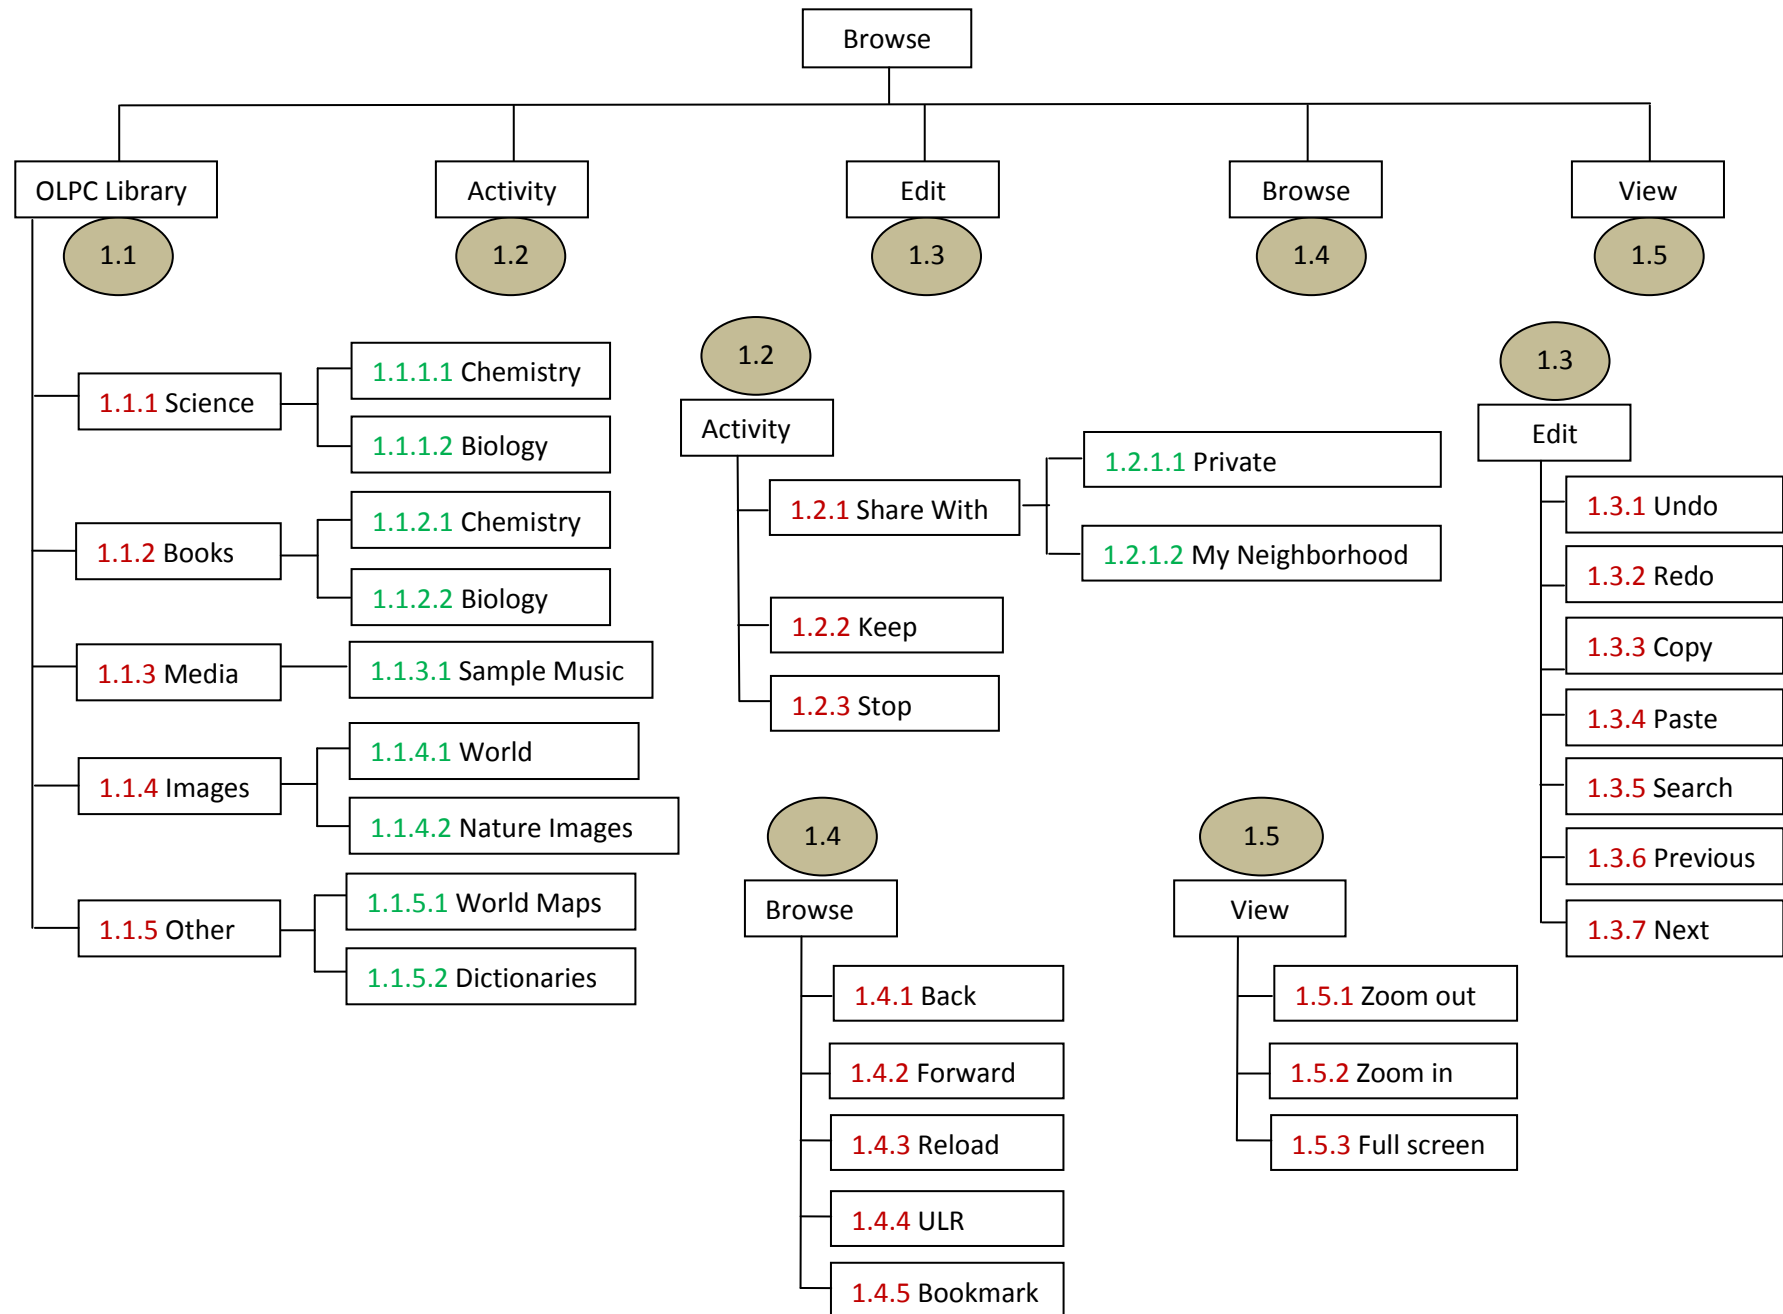 Browse
OLPC Library
Activity
Edit
Browse
View
1.1
1.2
1.3
1.4
1.5
1.1.1 Science
1.1.1.1 Chemistry
1.1.1.2 Biology
1.1.2 Books
1.1.2.1 Chemistry
1.1.2.2 Biology
1.1.3 Media
1.1.3.1 Sample Music
1.1.4 Images
1.1.4.1 World
1.1.4.2 Nature Images
1.1.5 Other
1.1.5.1 World Maps
1.1.5.2 Dictionaries
1.2
Activity
1.2.1 Share With
1.2.1.1 Private
1.2.1.2 My Neighborhood
1.2.2 Keep
1.2.3 Stop
1.3
Edit
1.3.1 Undo
1.3.2 Redo
1.3.3 Copy
1.3.4 Paste
1.3.5 Search
1.3.6 Previous
1.3.7 Next
1.4
Browse
1.4.1 Back
1.4.2 Forward
1.4.3 Reload
1.4.4 ULR
1.4.5 Bookmark
1.5
View
1.5.1 Zoom out
1.5.2 Zoom in
1.5.3 Full screen